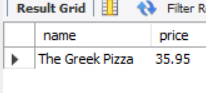 Result Grid Filter R
name price
The Greek Pizza 35.95